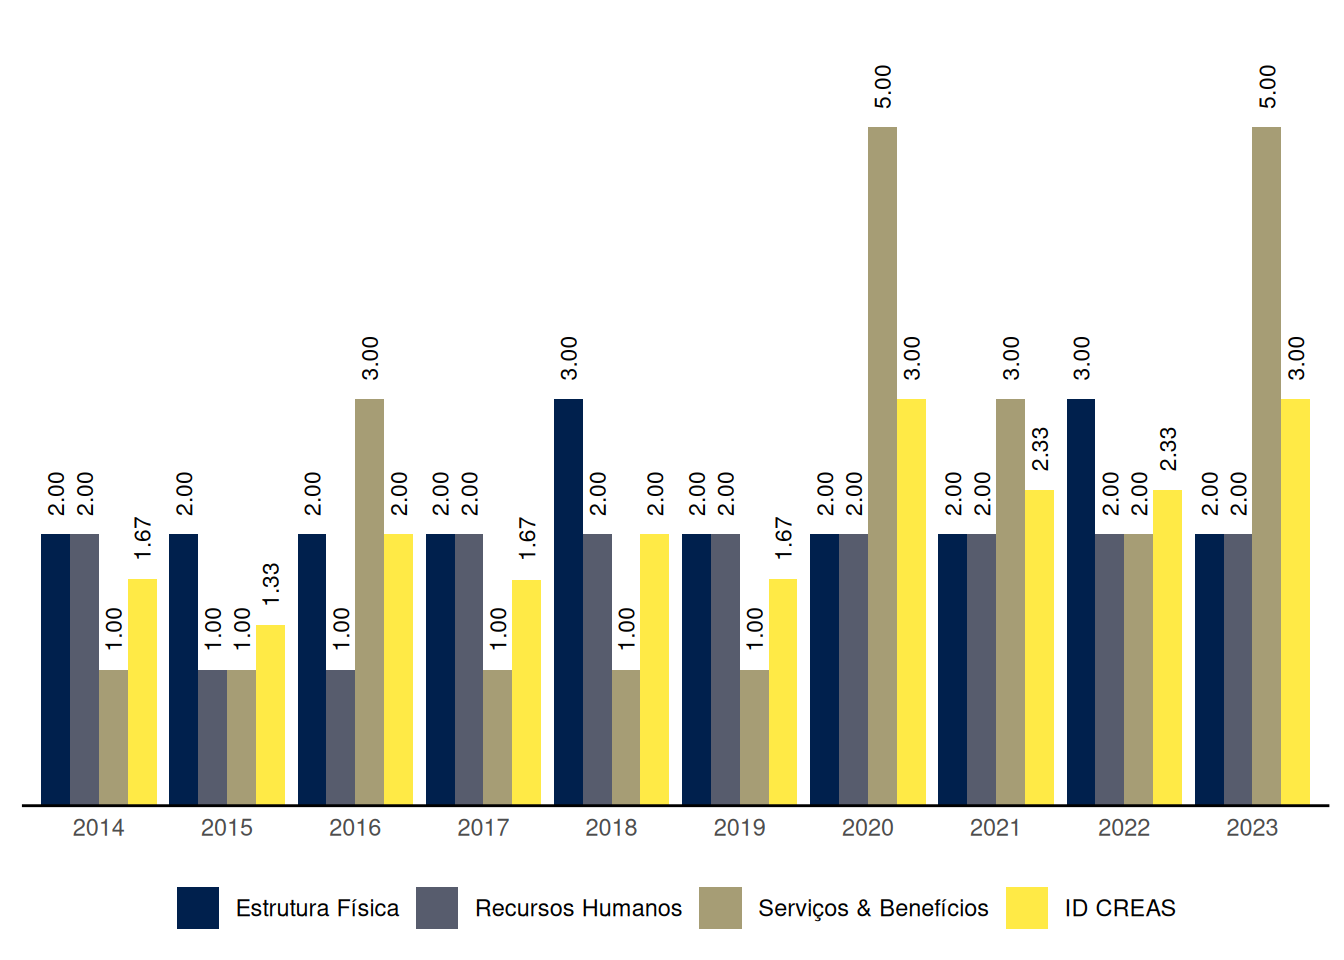 2.00 2.00 1.00 1.67
2.00 1.00 1.00 1.33
2.00 1.00 3.00 2.00
2.00 2.00 1.00 1.67
3.00 2.00 1.00 2.00
2.00 2.00 1.00 1.67
2.00 2.00 5.00 3.00
2.00 2.00 3.00 2.33
3.00 2.00 2.00 2.33
2.00 2.00 5.00 3.00
2014 2015 2016 2017 2018 2019 2020 2021 2022 2023
Estrutura Física Recursos Humanos Serviços & Benefícios ID CREAS